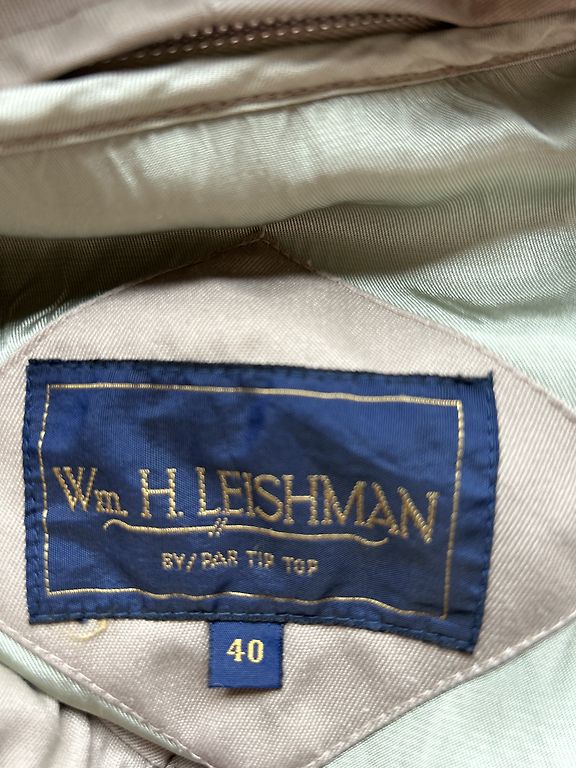 Wm. H. LEISHMAN
BY/PAR TIP TOP
40